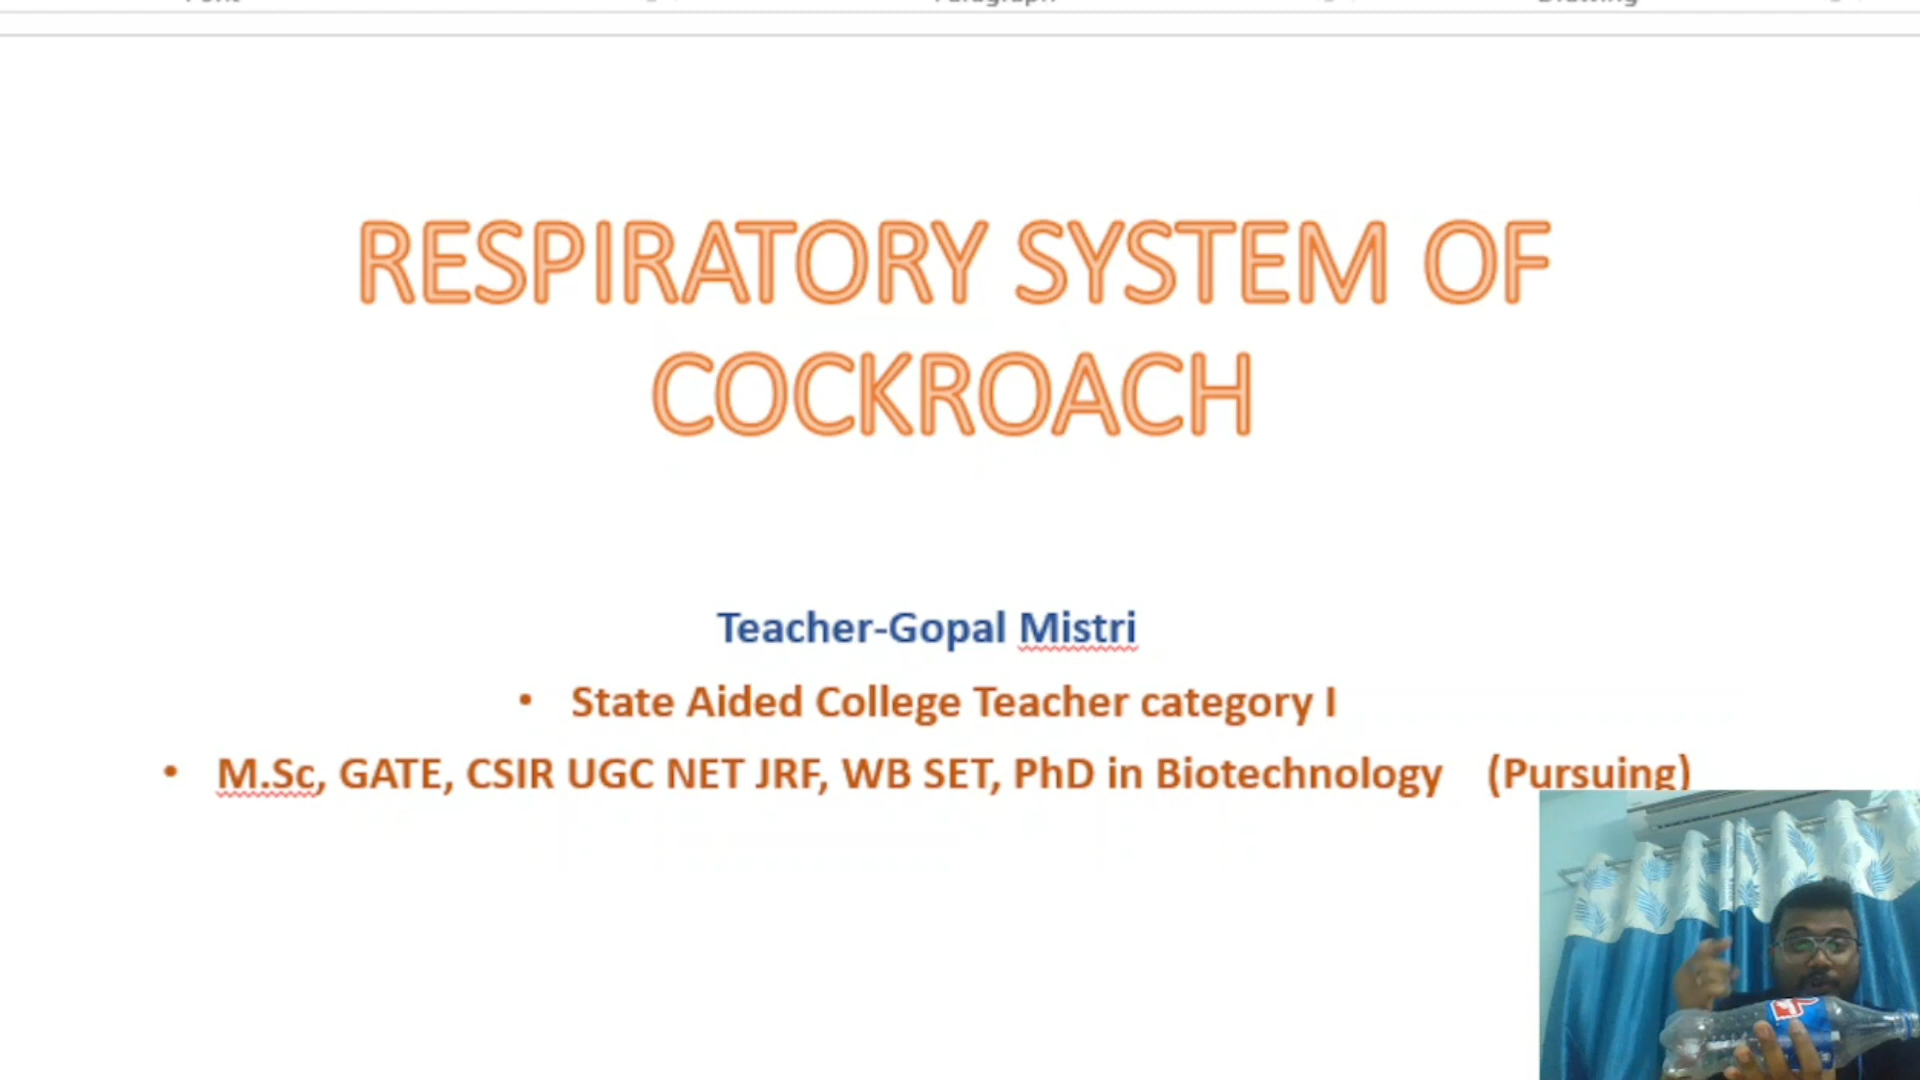 RESPIRATORY SYSTEM OF
COCKROACH
Teacher-Gopal Mistri
• State Aided College Teacher category I
• M.Sc, GATE, CSIR UGC NET JRF, WB SET, PhD in Biotechnology (Pursuing)